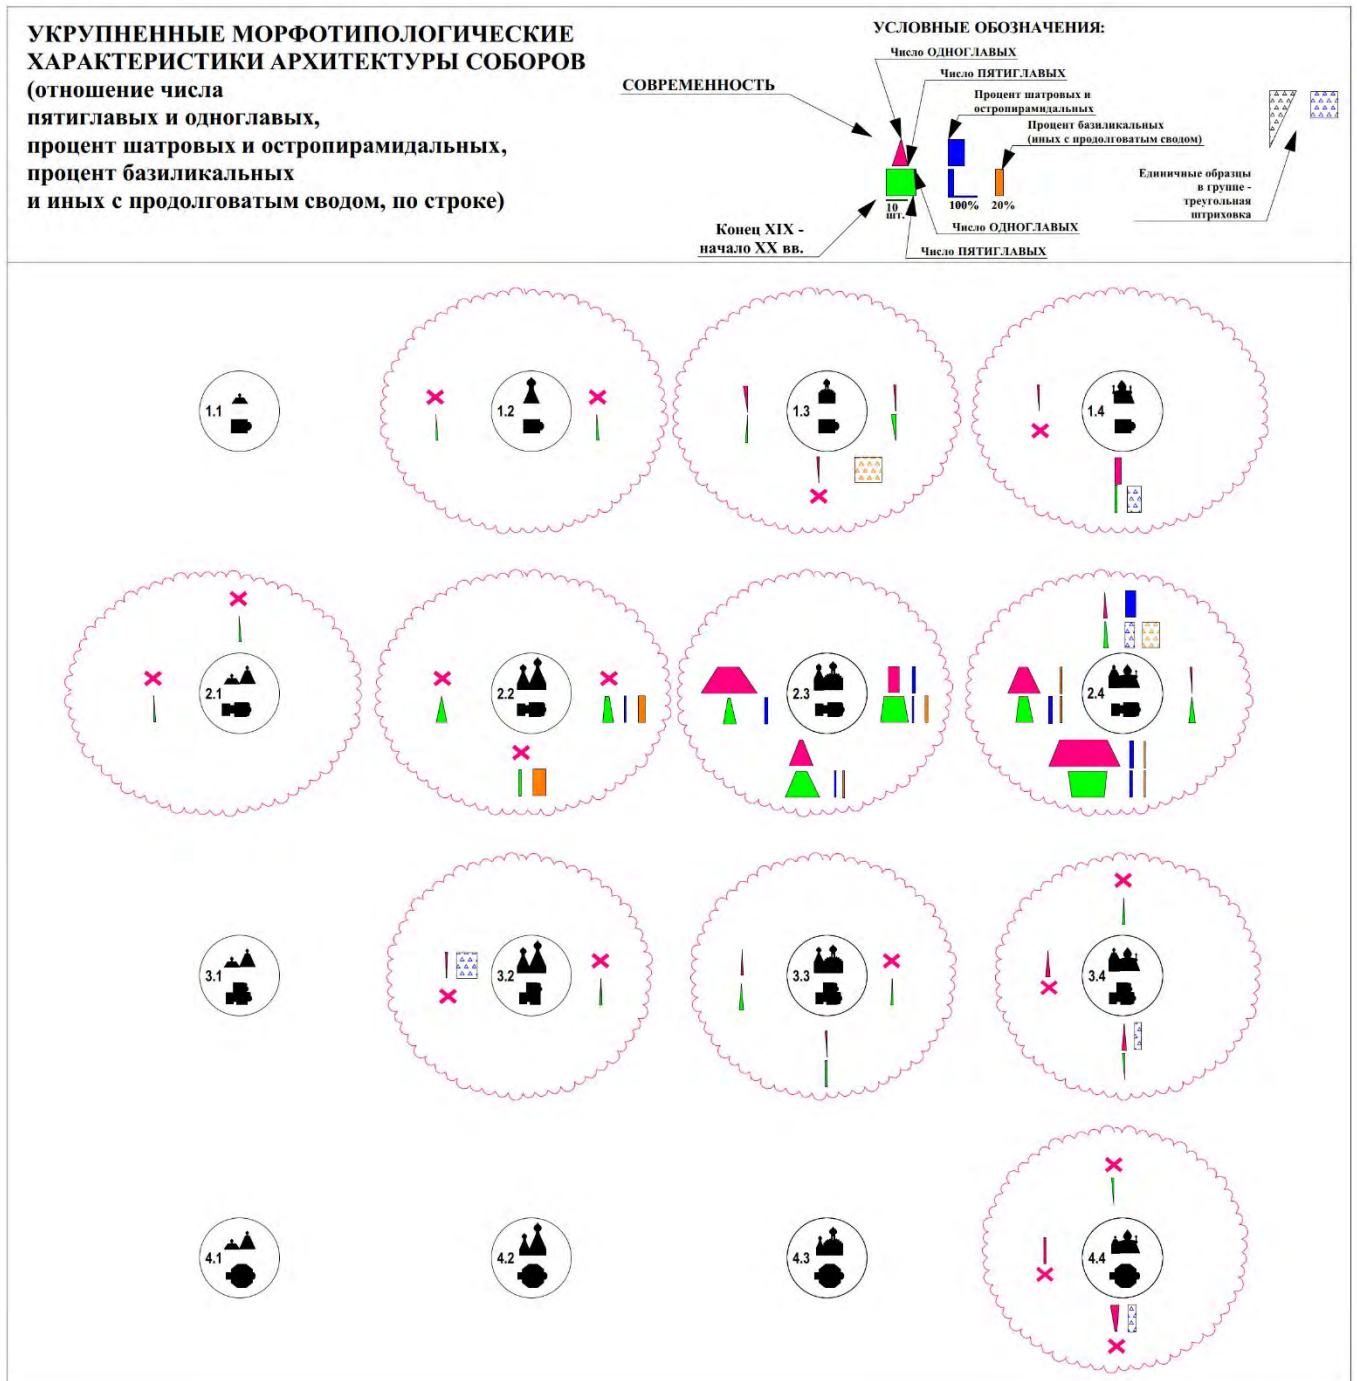 УКРУПНЕННЫЕ МОРФОТИПОЛОГИЧЕСКИЕ
ХАРАКТЕРИСТИКИ АРХИТЕКТУРЫ СОБОРОВ
(отношение числа
пятиглавых и одноглавых,
процент шатровых и остропирамидальных,
процент базиликальных
и иных с продолговатым сводом, по строке)
УСЛОВНЫЕ ОБОЗНАЧЕНИЯ:
Число ОДНОГЛАВЫХ
Число ПЯТИГЛАВЫХ
СОВРЕМЕННОСТЬ
Процент шатровых и
остропирамидальных
Процент базиликальных
(иных с продолговатым сводом)
Единичные образцы
в группе -
треугольная
штриховка
10
шт.
100%
20%
Конец XIX -
начало XX вв.
Число ОДНОГЛАВЫХ
Число ПЯТИГЛАВЫХ
1.1
1.2
1.3
1.4
2.1
2.2
2.3
2.4
3.1
3.2
3.3
3.4
4.1
4.2
4.3
4.4